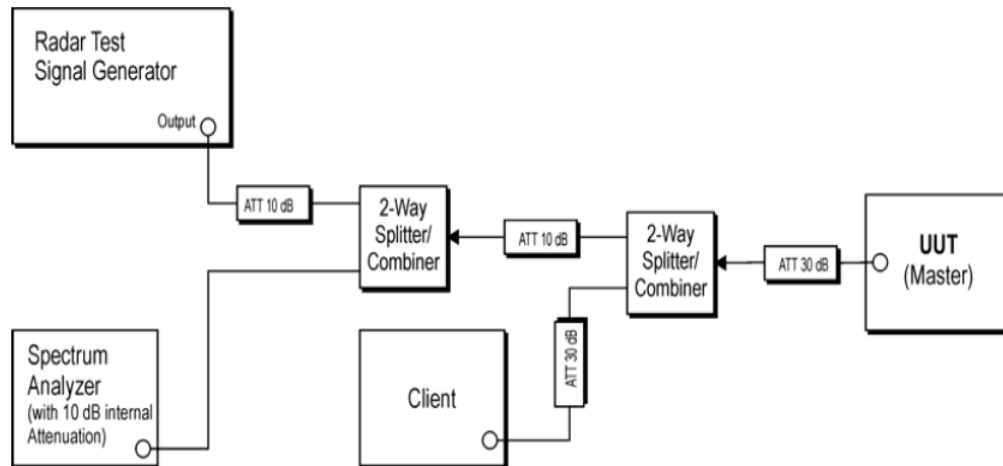 Radar Test
Signal Generator
Output
ATT 10 dB
2-Way
Splitter/
Combiner
ATT 10 dB
2-Way
Splitter/
Combiner
ATT 30 dB
UUT
(Master)
Spectrum
Analyzer
(with 10 dB internal
Attenuation)
Client
ATT 30 dB